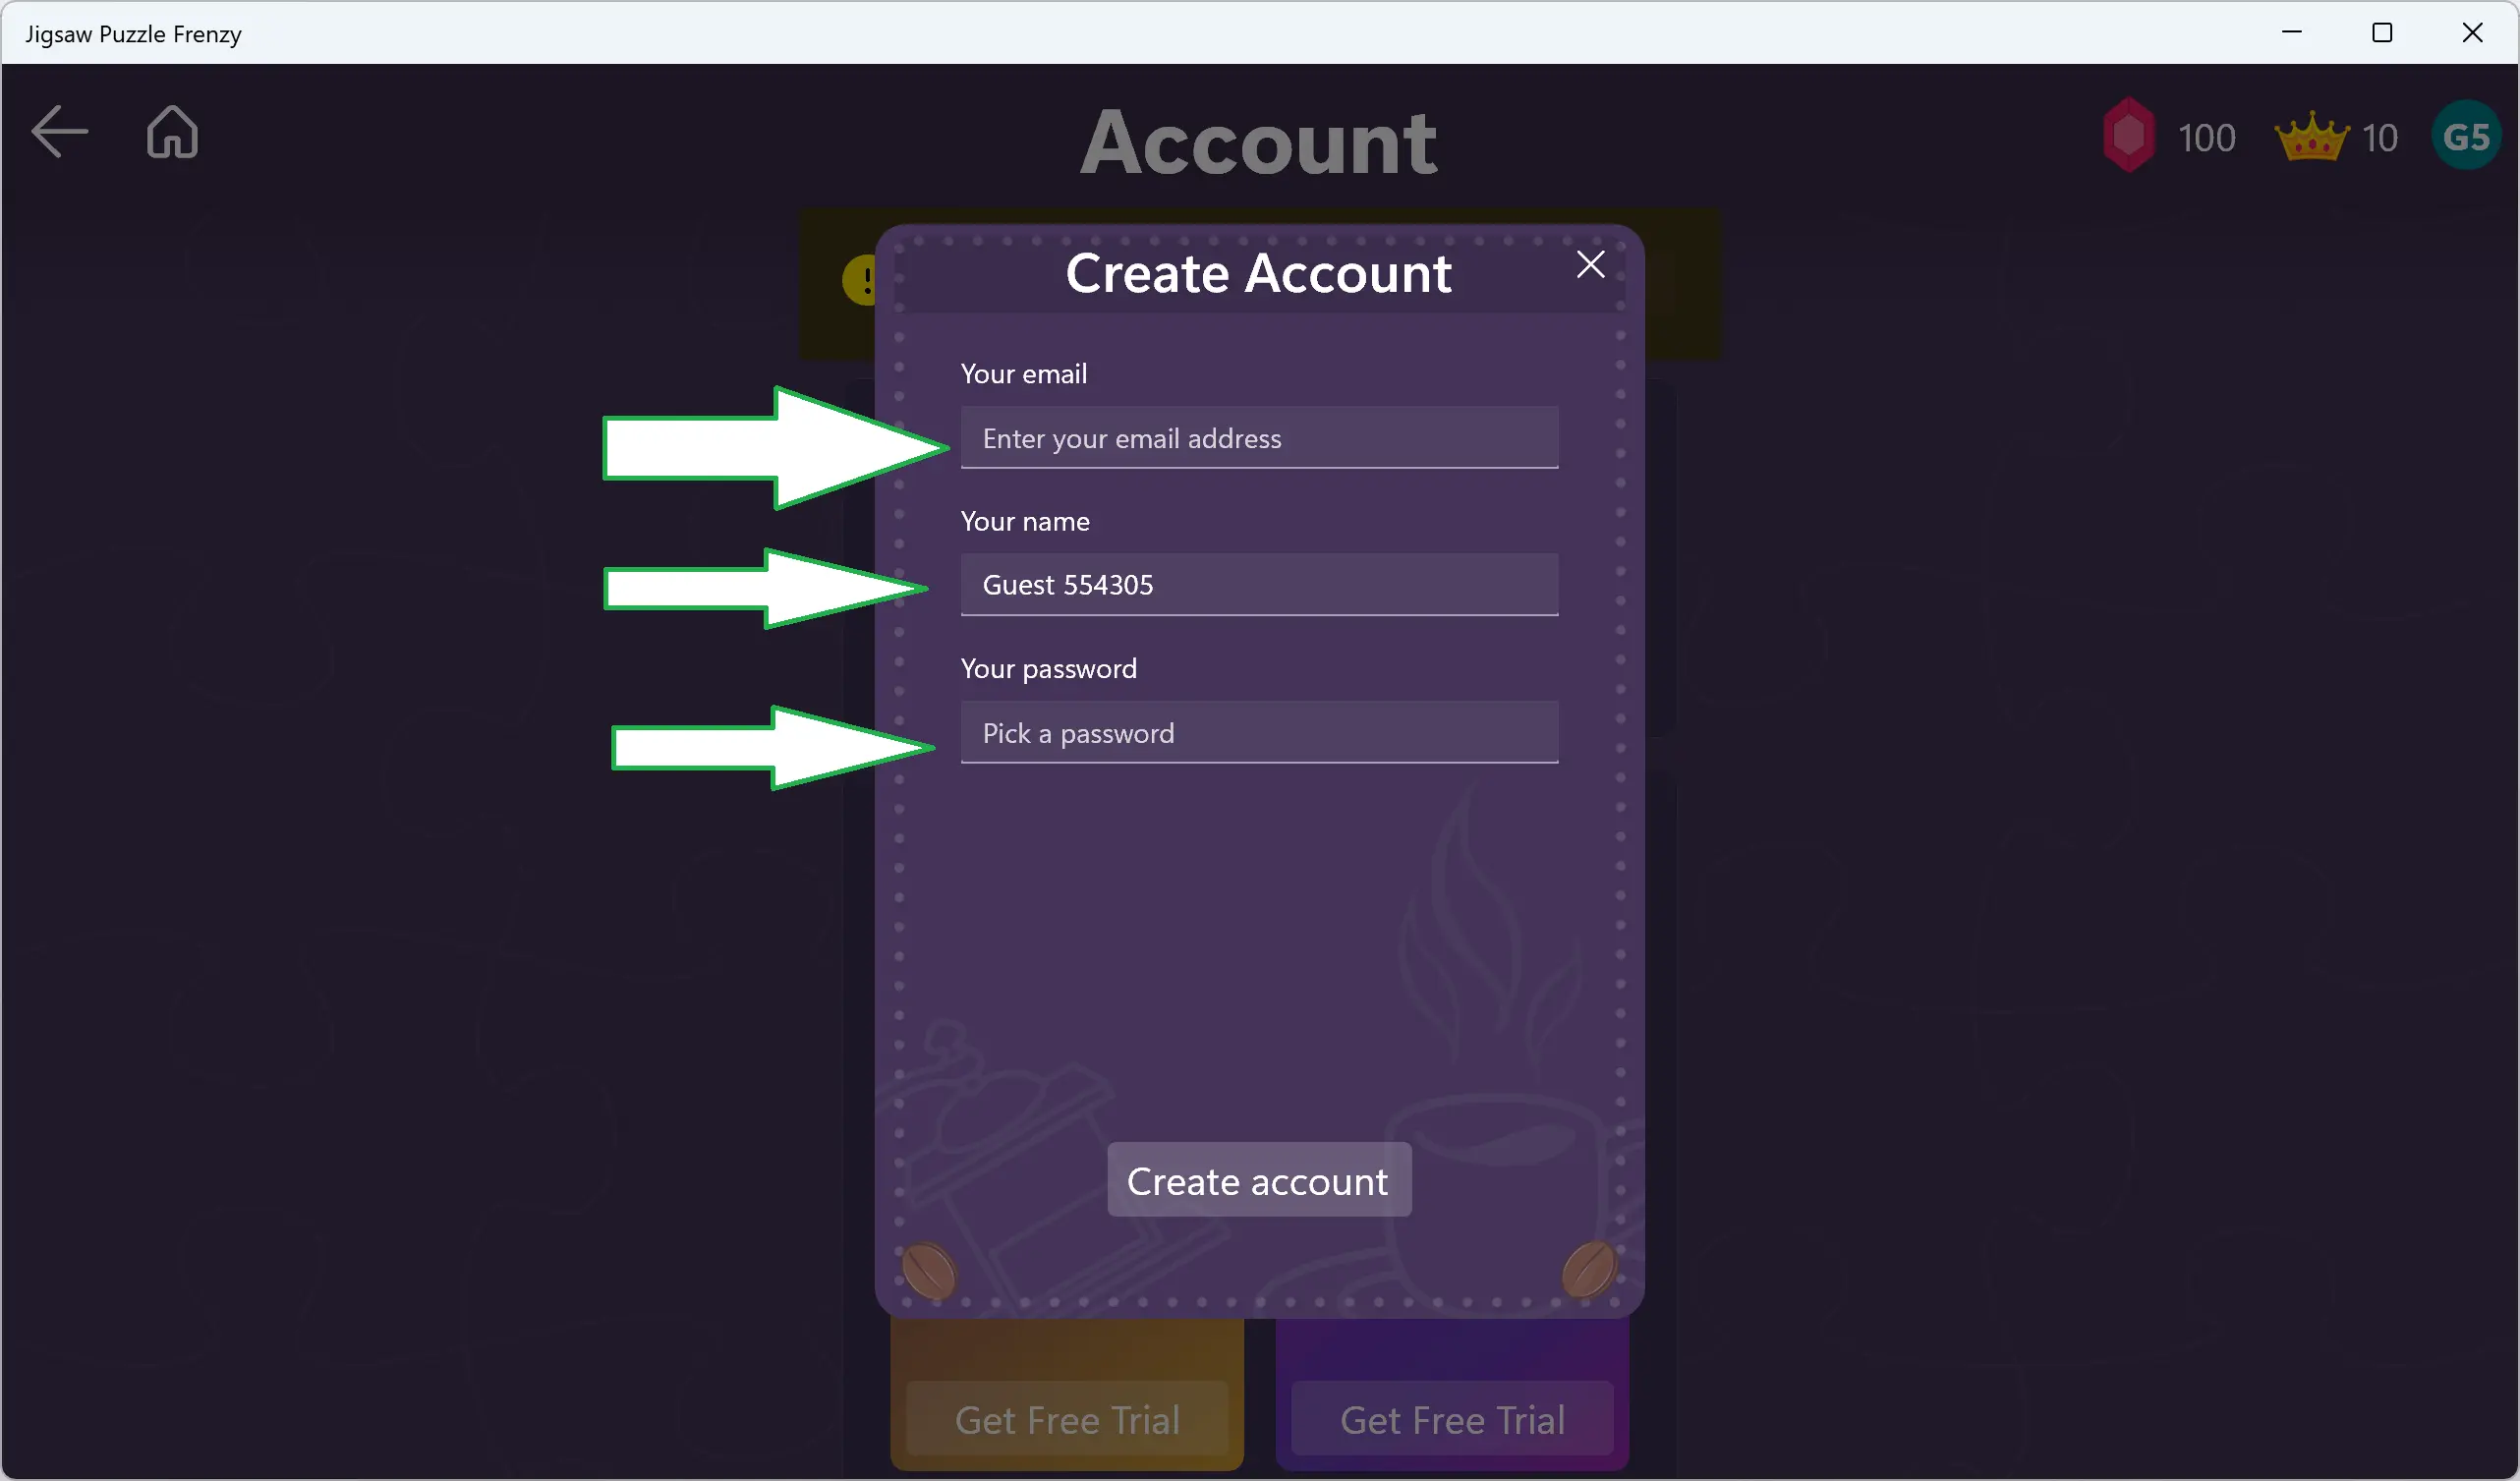 Jigsaw Puzzle Frenzy
Account
100
10
G5
!
Create Account
Your email
Enter your email address
Your name
Guest 554305
Your password
Pick a password
Create account
Get Free Trial
Get Free Trial